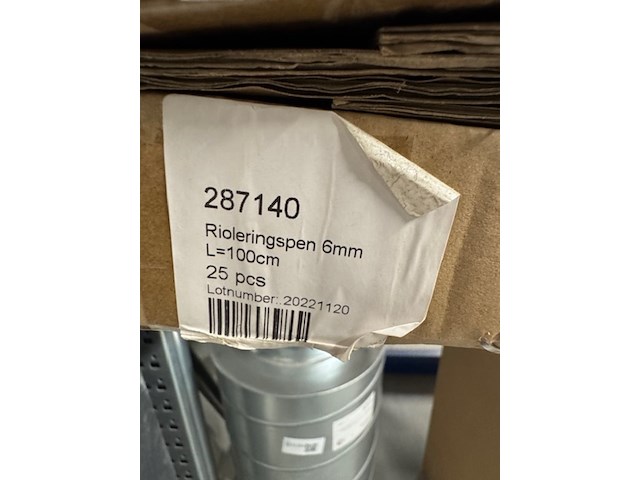 287140
Rioleringspen 6mm
L=100cm
25 pcs
Lotnumber:.20221120